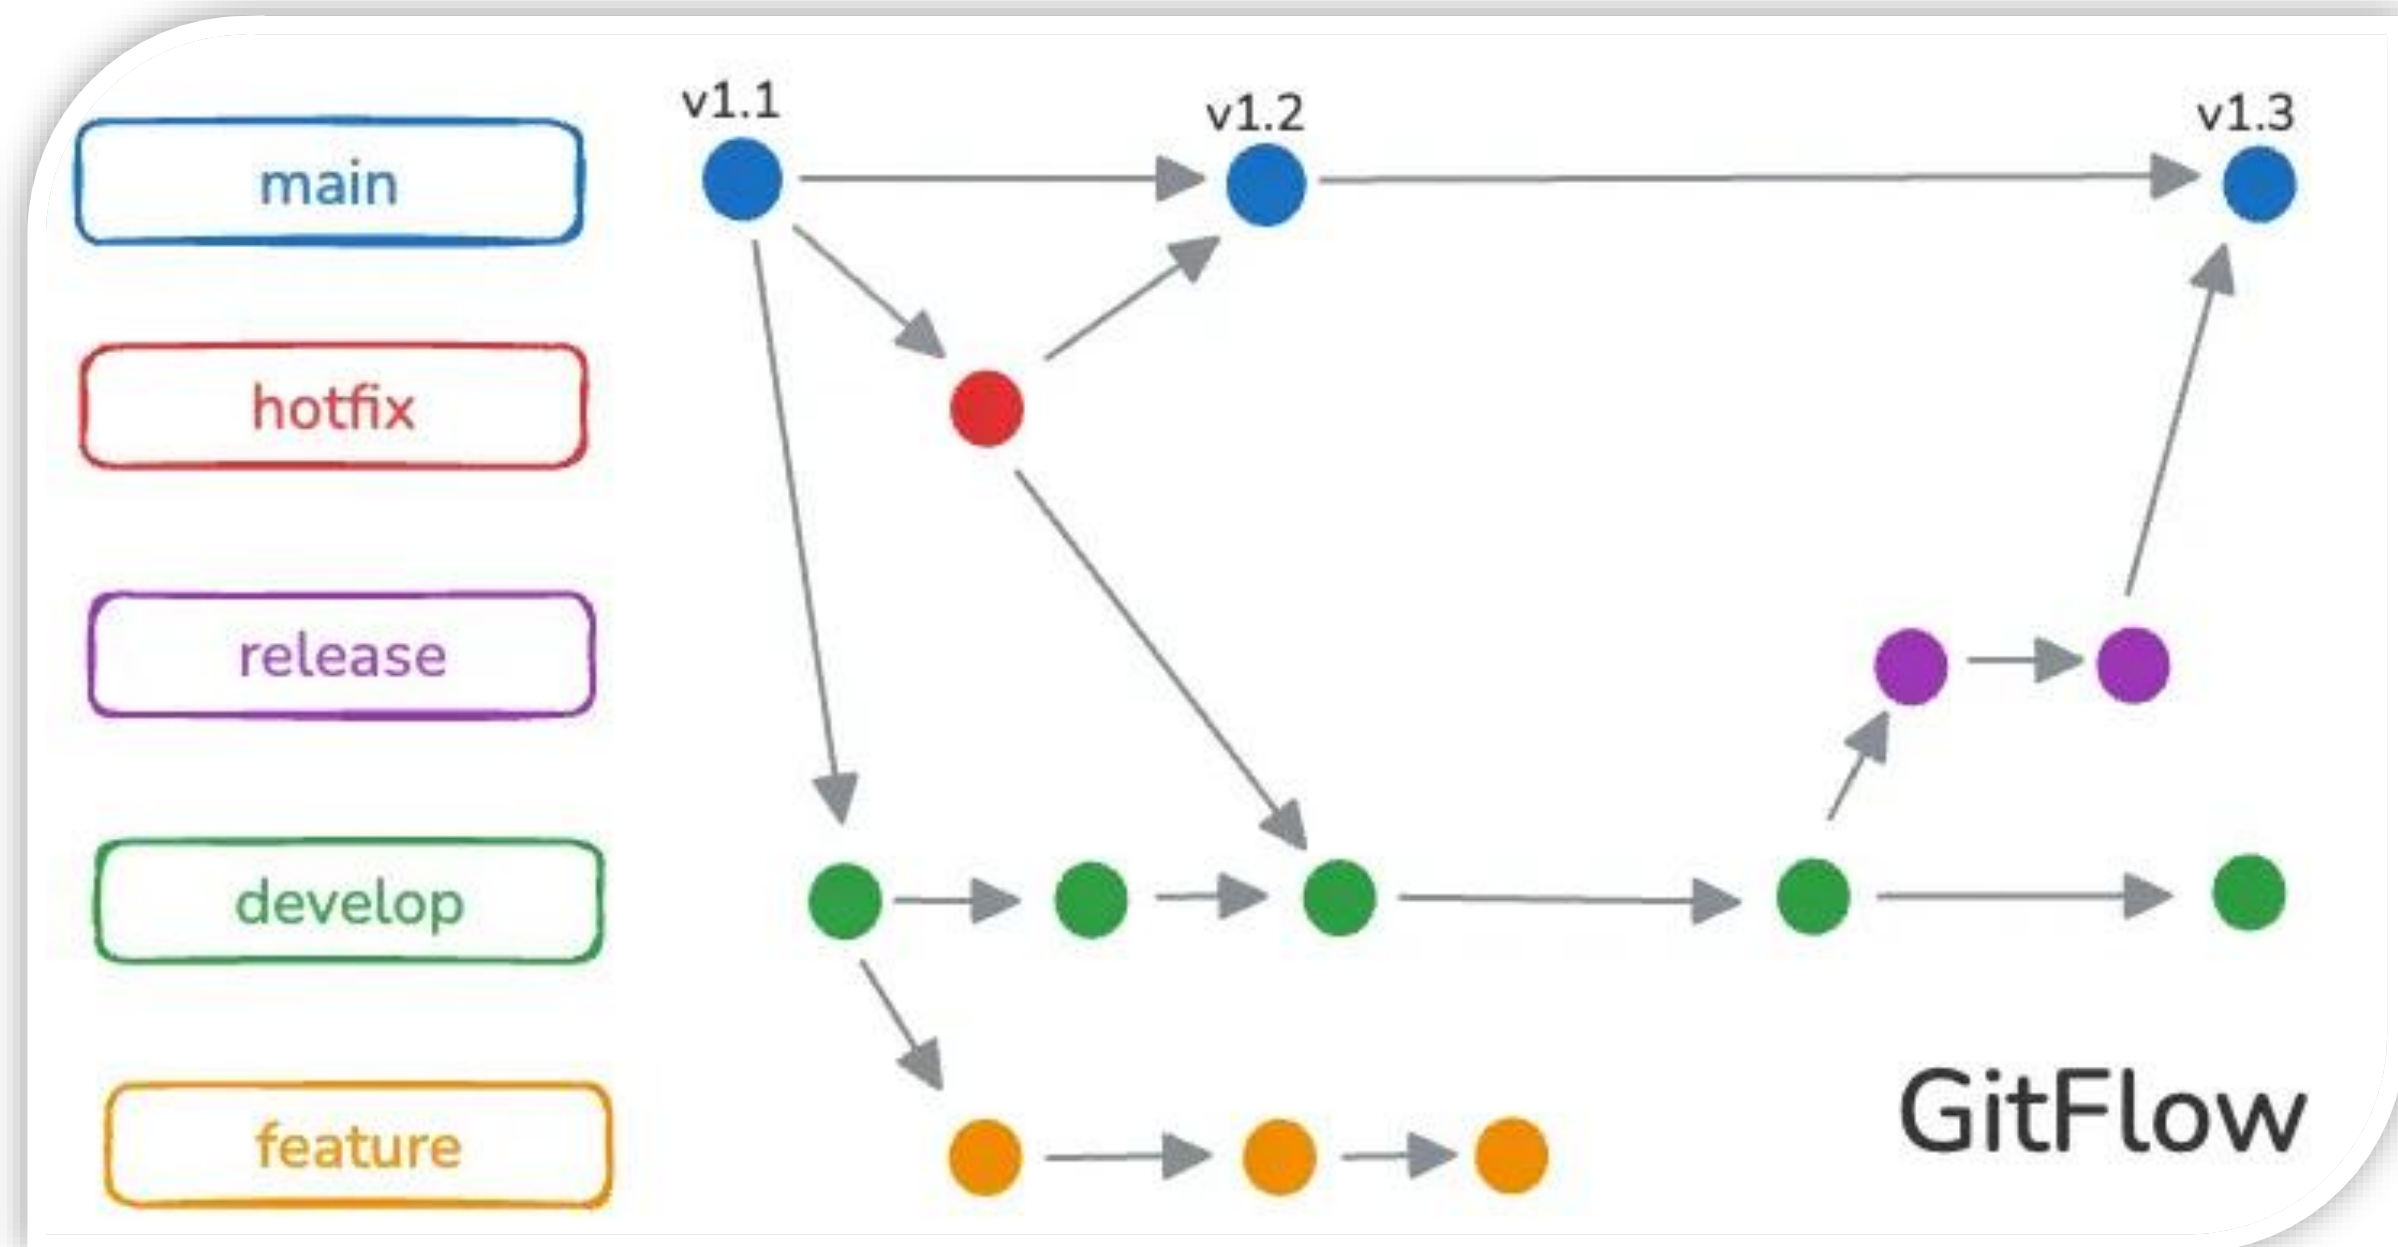 v1.1
v1.2
v1.3
main
hotfix
release
develop
feature
GitFlow